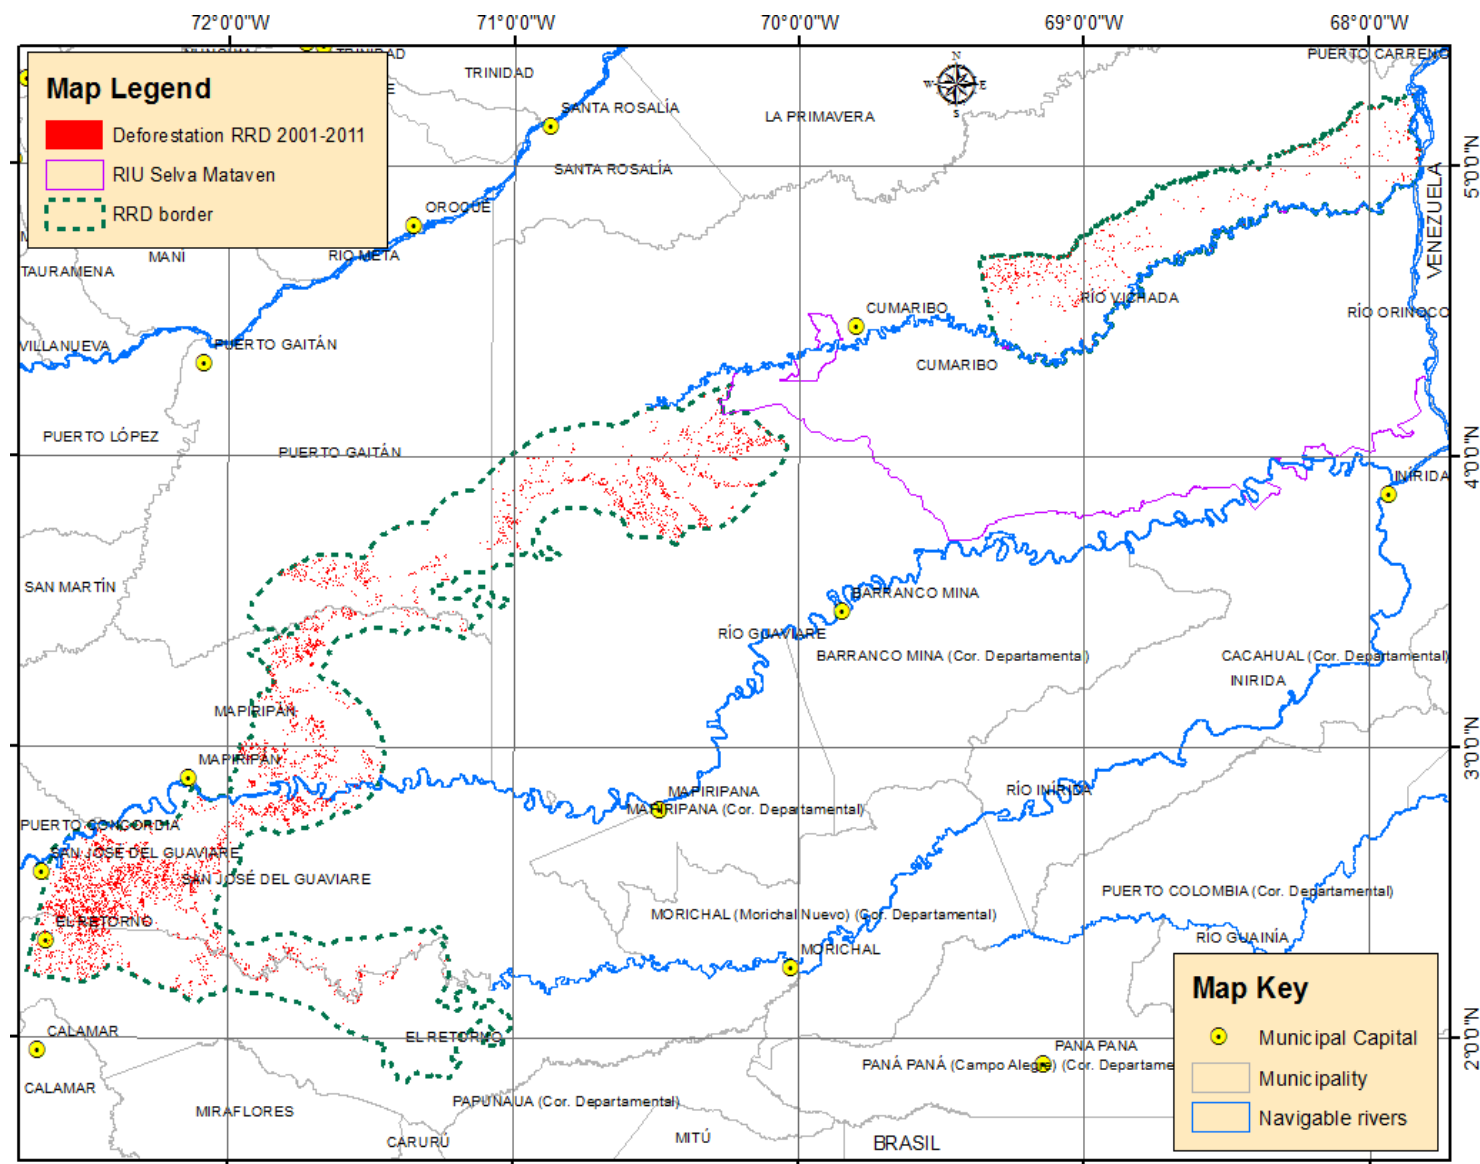 72°0'0"W
71°0'0"W
70°0'0"W
69°0'0"W
68°0'0"W
TRINIDAD
PUERTO CARREÑO
Map Legend
Deforestation RRD 2001-2011
RIU Selva Mataven
RRD border
N
W
E
S
SANTA ROSALÍA
LA PRIMAVERA
SANTA ROSALÍA
5°0'0"N
VENEZUELA
OROCUÉ
MANÍ
RIO META
TAURAMENA
RÍO VICHADA
CUMARIBO
RÍO ORINOCO
VILLANUEVA
PUERTO GAITÁN
CUMARIBO
PUERTO LÓPEZ
PUERTO GAITÁN
4°0'0"N
INÍRIDA
SAN MARTÍN
BARRANCO MINA
RÍO GUAVIARE
BARRANCO MINA (Cor. Departamental)
CACAHUAL (Cor. Departamental)
INIRIDA
MAPIRIPÁN
3°0'0"N
MAPIRIPÁN
MAPIRIPANA
RÍO INIRIDA
MAPIRIPANA (Cor. Departamental)
PUERTO CONCORDIA
SAN JOSÉ DEL GUAVIARE
SAN JOSÉ DEL GUAVIARE
PUERTO COLOMBIA (Cor. Departamental)
EL RETORNO
MORICHAL (Morichal Nuevo) (Cor. Departamental)
RIO GUAINÍA
MORICHAL
Map Key
CALAMAR
EL RETORNO
Municipal Capital
PANA PANA
2°0'0"N
PANÁ PANÁ (Campo Alegre) (Cor. Departame
CALAMAR
Municipality
PAPUNAUA (Cor. Departamental)
MIRAFLORES
Navigable rivers
CARURÚ
MITÚ
BRASIL